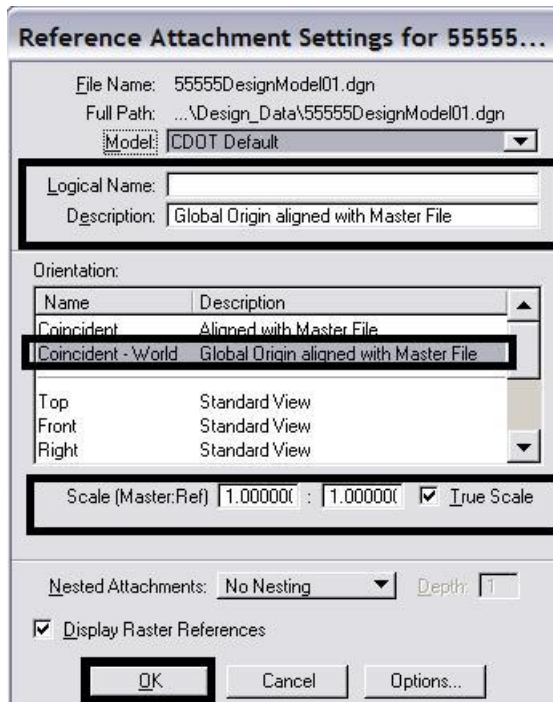 Reference Attachment Settings for 55555...
File Name: 55555DesignModel01.dgn
Full Path: ...\Design_Data\55555DesignModel01.dgn
Model: CDOT Default
Logical Name:
Description: Global Origin aligned with Master File
Orientation:
Name Description
Coincident Aligned with Master File
Coincident - World Global Origin aligned with Master File
Top Standard View
Front Standard View
Right Standard View
Scale (Master:Ref) 1.000000 : 1.000000 True Scale
Nested Attachments: No Nesting Depth: 1
Display Raster References
OK Cancel Options...